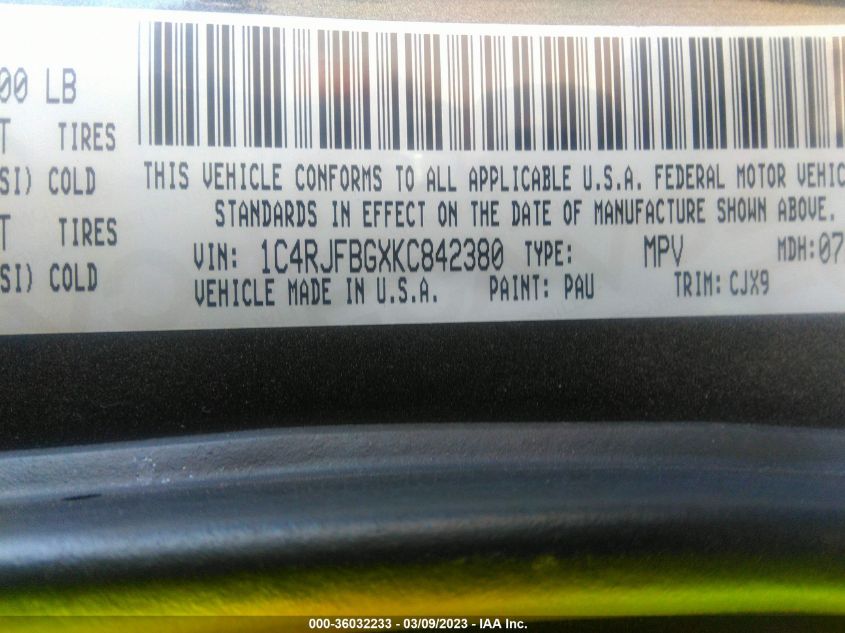 00 LB
T TIRES
SI) COLD
T TIRES
SI) COLD
THIS VEHICLE CONFORMS TO ALL APPLICABLE U.S.A. FEDERAL MOTOR VEHIC
STANDARDS IN EFFECT ON THE DATE OF MANUFACTURE SHOWN ABOVE.
VIN: 1C4RJFBGXKC842380 TYPE: MPV MDH:07
VEHICLE MADE IN U.S.A. PAINT: PAU TRIM: CJX9
000-36032233 - 03/09/2023 - IAA Inc.